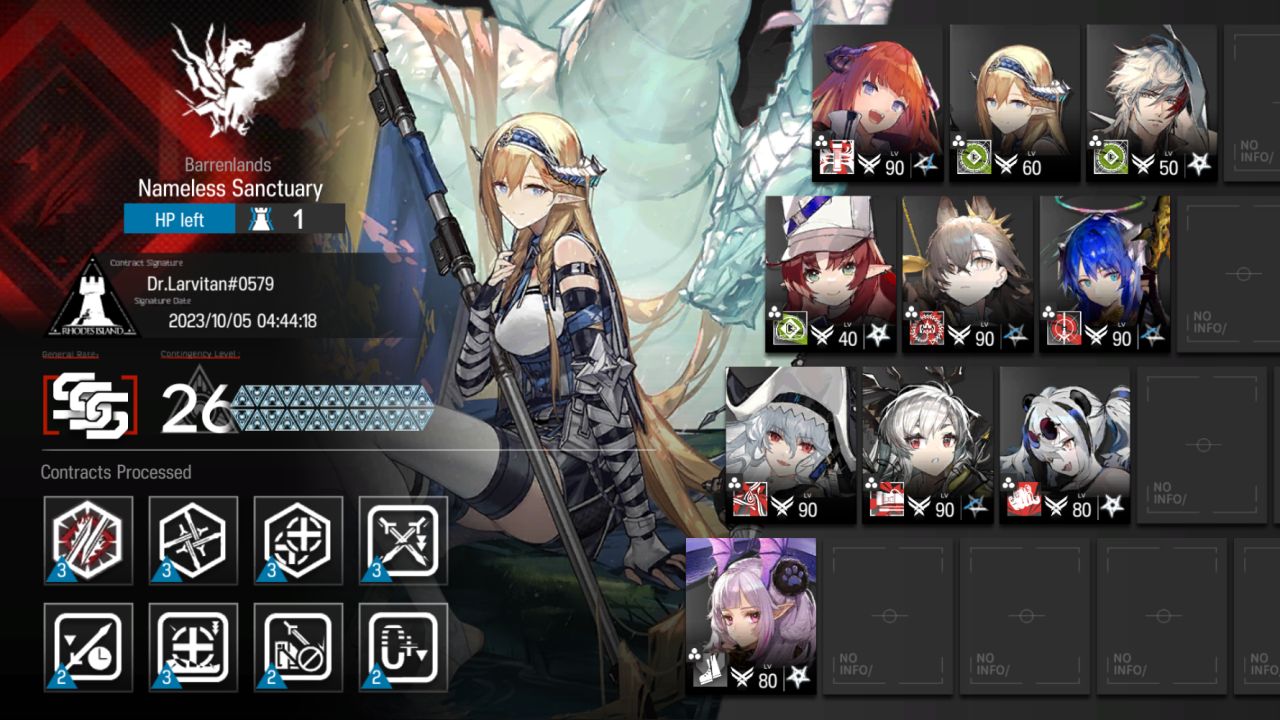 Barrenlands
Nameless Sanctuary
HP left 1
Contract Signature
Dr.Larvitan#0579
Signature Date
2023/10/05 04:44:18
RHODES ISLAND
General Rate:
Contingency Level:
SSS
26
Contracts Processed
3 3 3 3
2 3 2 2
LV 90
LV 60
LV 50
NO INFO/
LV 40
LV 90
LV 90
NO INFO/
LV 90
LV 90
LV 80
NO INFO/
LV 80
NO INFO/
NO INFO/
NO INFO/
NO INFO